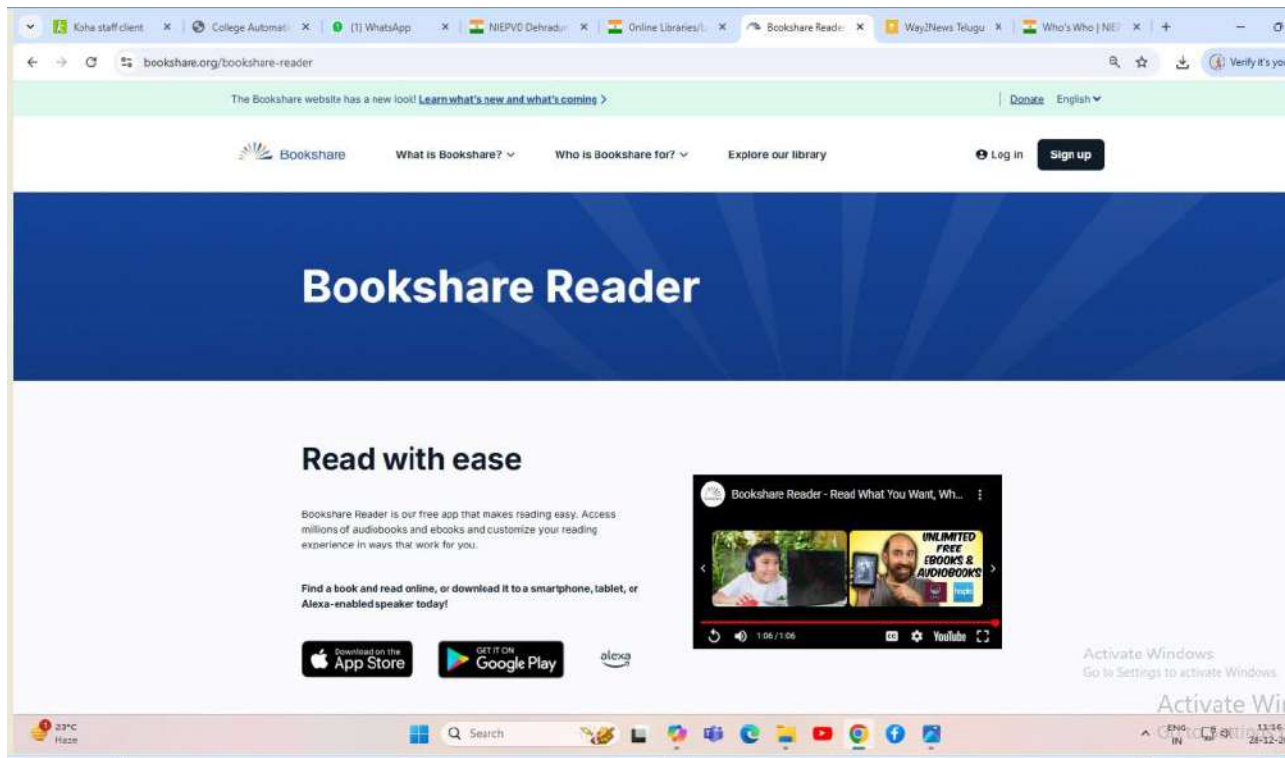 Koha staff client
College Automati
(1) WhatsApp
NIEPVD Dehradun
Online Libraries/L
Bookshare Reader
Way2News Telugu
Who's Who | NIEP
bookshare.org/bookshare-reader
Verify it's you
The Bookshare website has a new look! Learn what's new and what's coming >
Donate English
Bookshare
What is Bookshare?
Who is Bookshare for?
Explore our library
Log in
Sign up
Bookshare Reader
Read with ease
Bookshare Reader is our free app that makes reading easy. Access
millions of audiobooks and ebooks and customize your reading
experience in ways that work for you.
Find a book and read online, or download it to a smartphone, tablet, or
Alexa-enabled speaker today!
Download on the
App Store
GET IT ON
Google Play
alexa
Bookshare Reader - Read What You Want, Wh...
UNLIMITED
FREE
EBOOKS &
AUDIOBOOKS
hoopla
1:06 / 1:06
CC
YouTube
Activate Windows
Go to Settings to activate Windows.
Activate Wi
23°C
Haze
Search
ENG
IN